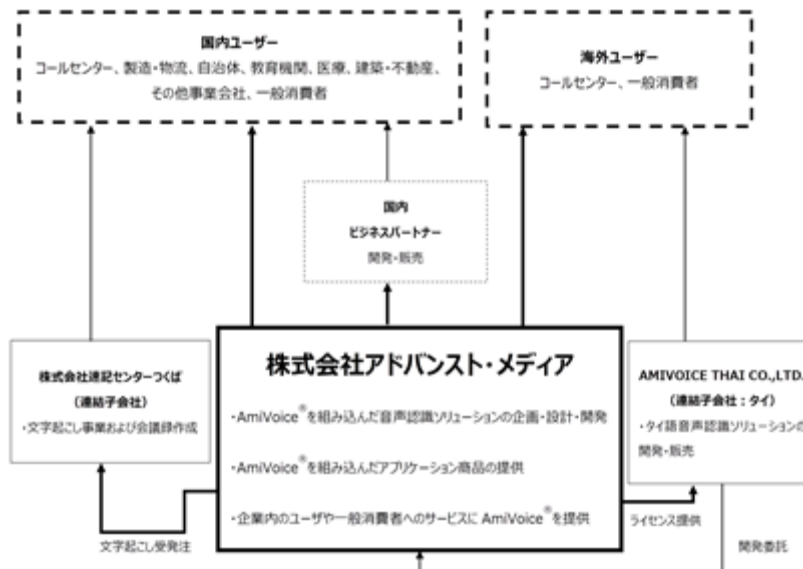 国内ユーザー
コールセンター、製造・物流、自治体、教育機関、医療、建築・不動産、
その他事業会社、一般消費者
海外ユーザー
コールセンター、一般消費者
国内
ビジネスパートナー
開発・販売
株式会社速記センターつくば
（連結子会社）
・文字起こし事業および会議録作成
株式会社アドバンスト・メディア
・AmiVoice®を組み込んだ音声認識ソリューションの企画・設計・開発
・AmiVoice®を組み込んだアプリケーション商品の提供
・企業内のユーザや一般消費者へのサービスに AmiVoice®を提供
AMIVOICE THAI CO.,LTD.
（連結子会社：タイ）
・タイ語音声認識ソリューションの
開発・販売
文字起こし受発注
ライセンス提供
開発委託